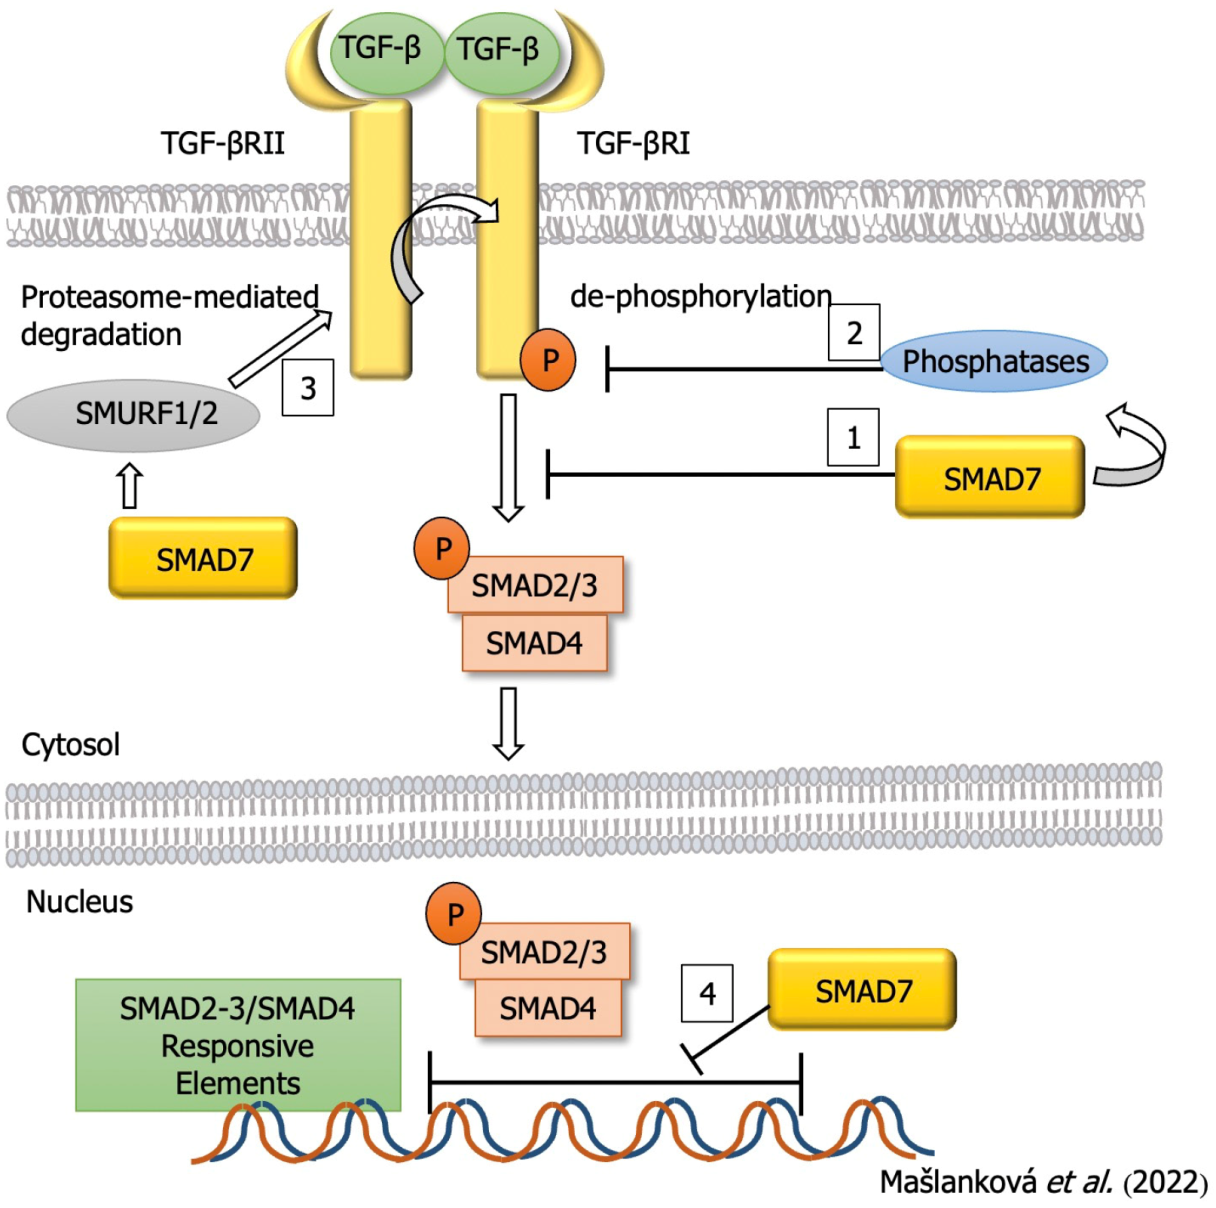 TGF-β TGF-β
TGF-βRII
TGF-βRI
Proteasome-mediated
degradation
de-phosphorylation
2
Phosphatases
P
3
SMURF1/2
1
SMAD7
SMAD7
P
SMAD2/3
SMAD4
Cytosol
Nucleus
P
SMAD2/3
SMAD4
4
SMAD7
SMAD2-3/SMAD4
Responsive
Elements
Mašlanková et al. (2022)